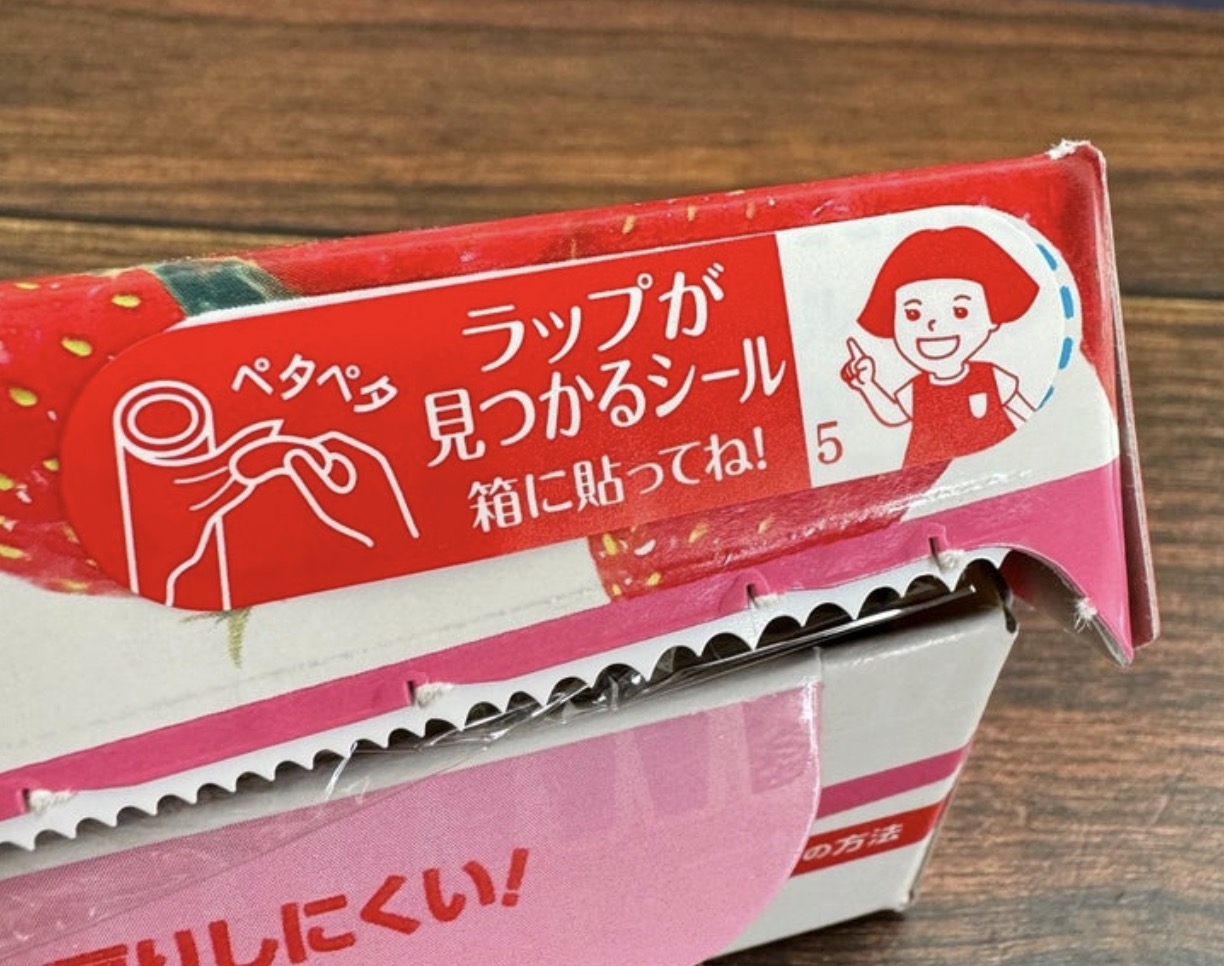 ペタペタ
ラップが
見つかるシール
箱に貼ってね!
5
の方法
りしにくい!